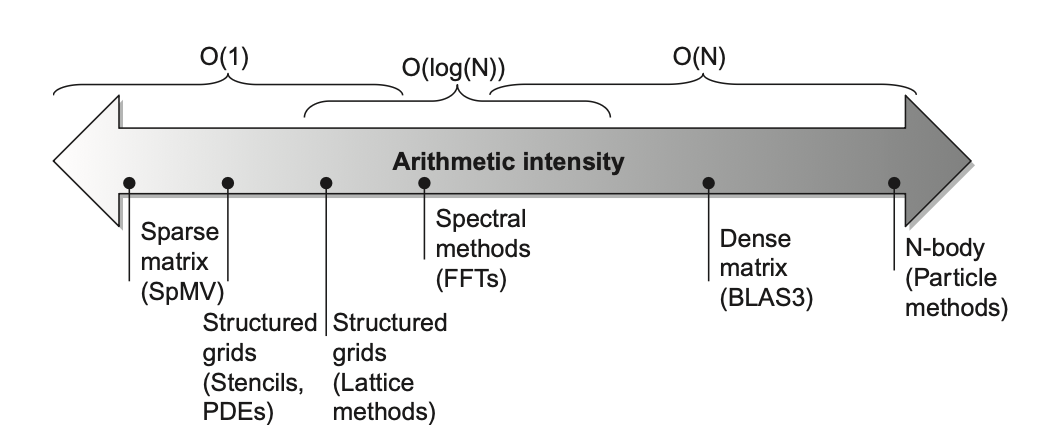 O(1)
O(log(N))
O(N)
Arithmetic intensity
Sparse
matrix
(SpMV)
Structured
grids
(Stencils,
PDEs)
Structured
grids
(Lattice
methods)
Spectral
methods
(FFTs)
Dense
matrix
(BLAS3)
N-body
(Particle
methods)